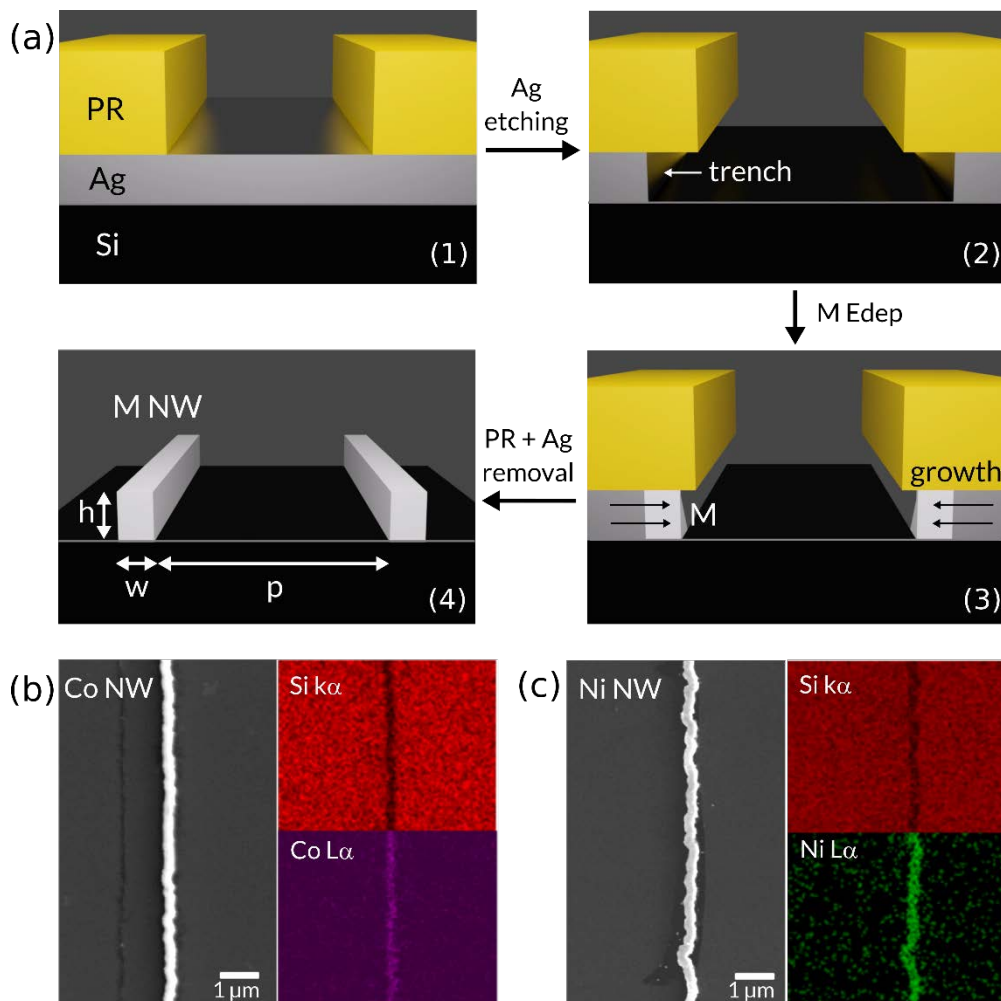 (a)
PR
Ag
Si
(1)
Ag
etching
trench
(2)
M Edep
M NW
h
w
p
(4)
PR + Ag
removal
growth
M
(3)
(b)
Co NW
1 µm
Si kα
Co Lα
(c)
Ni NW
1 µm
Si kα
Ni Lα